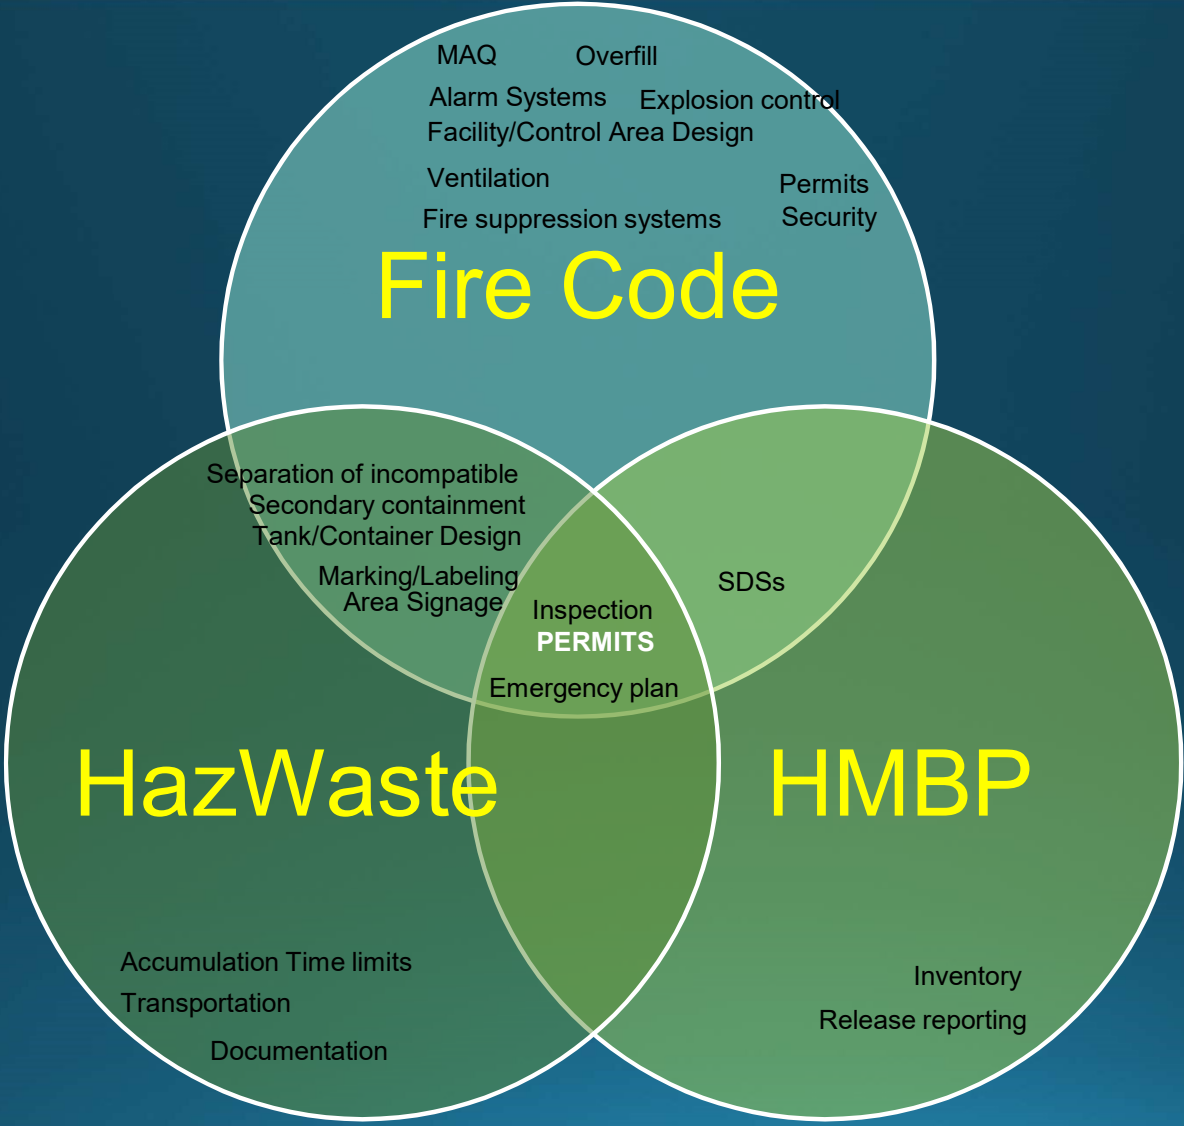 MAQ
Overfill
Alarm Systems
Explosion control
Facility/Control Area Design
Ventilation
Permits
Fire suppression systems
Security
Fire Code
Separation of incompatible
Secondary containment
Tank/Container Design
Marking/Labeling
Area Signage
SDSs
Inspection
PERMITS
Emergency plan
HazWaste
HMBP
Accumulation Time limits
Transportation
Documentation
Inventory
Release reporting